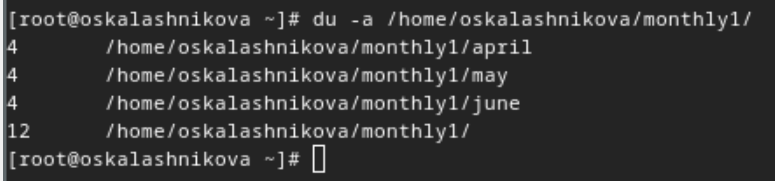 [root@oskalashnikova ~]# du -a /home/oskalashnikova/monthly1/
4	/home/oskalashnikova/monthly1/april
4	/home/oskalashnikova/monthly1/may
4	/home/oskalashnikova/monthly1/june
12	/home/oskalashnikova/monthly1/
[root@oskalashnikova ~]#